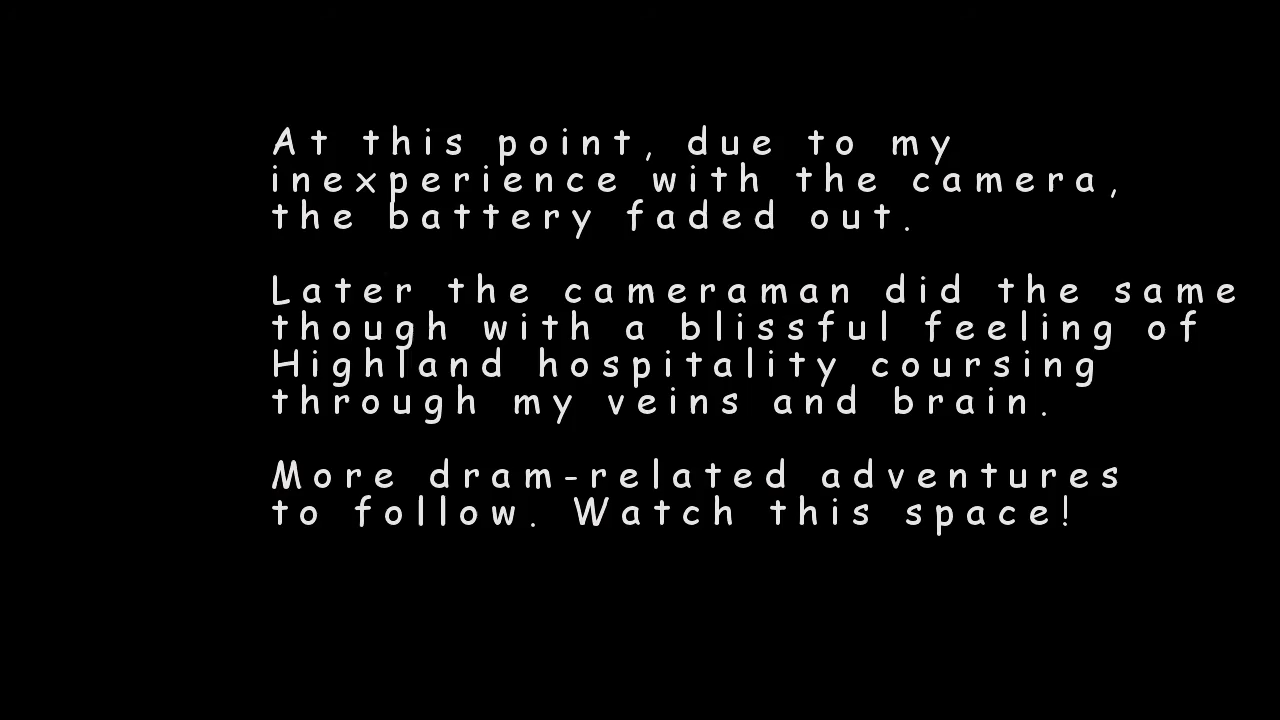 At this point, due to my
inexperience with the camera,
the battery faded out.
Later the cameraman did the same
though with a blissful feeling of
Highland hospitality coursing
through my veins and brain.
More dram-related adventures
to follow. Watch this space!